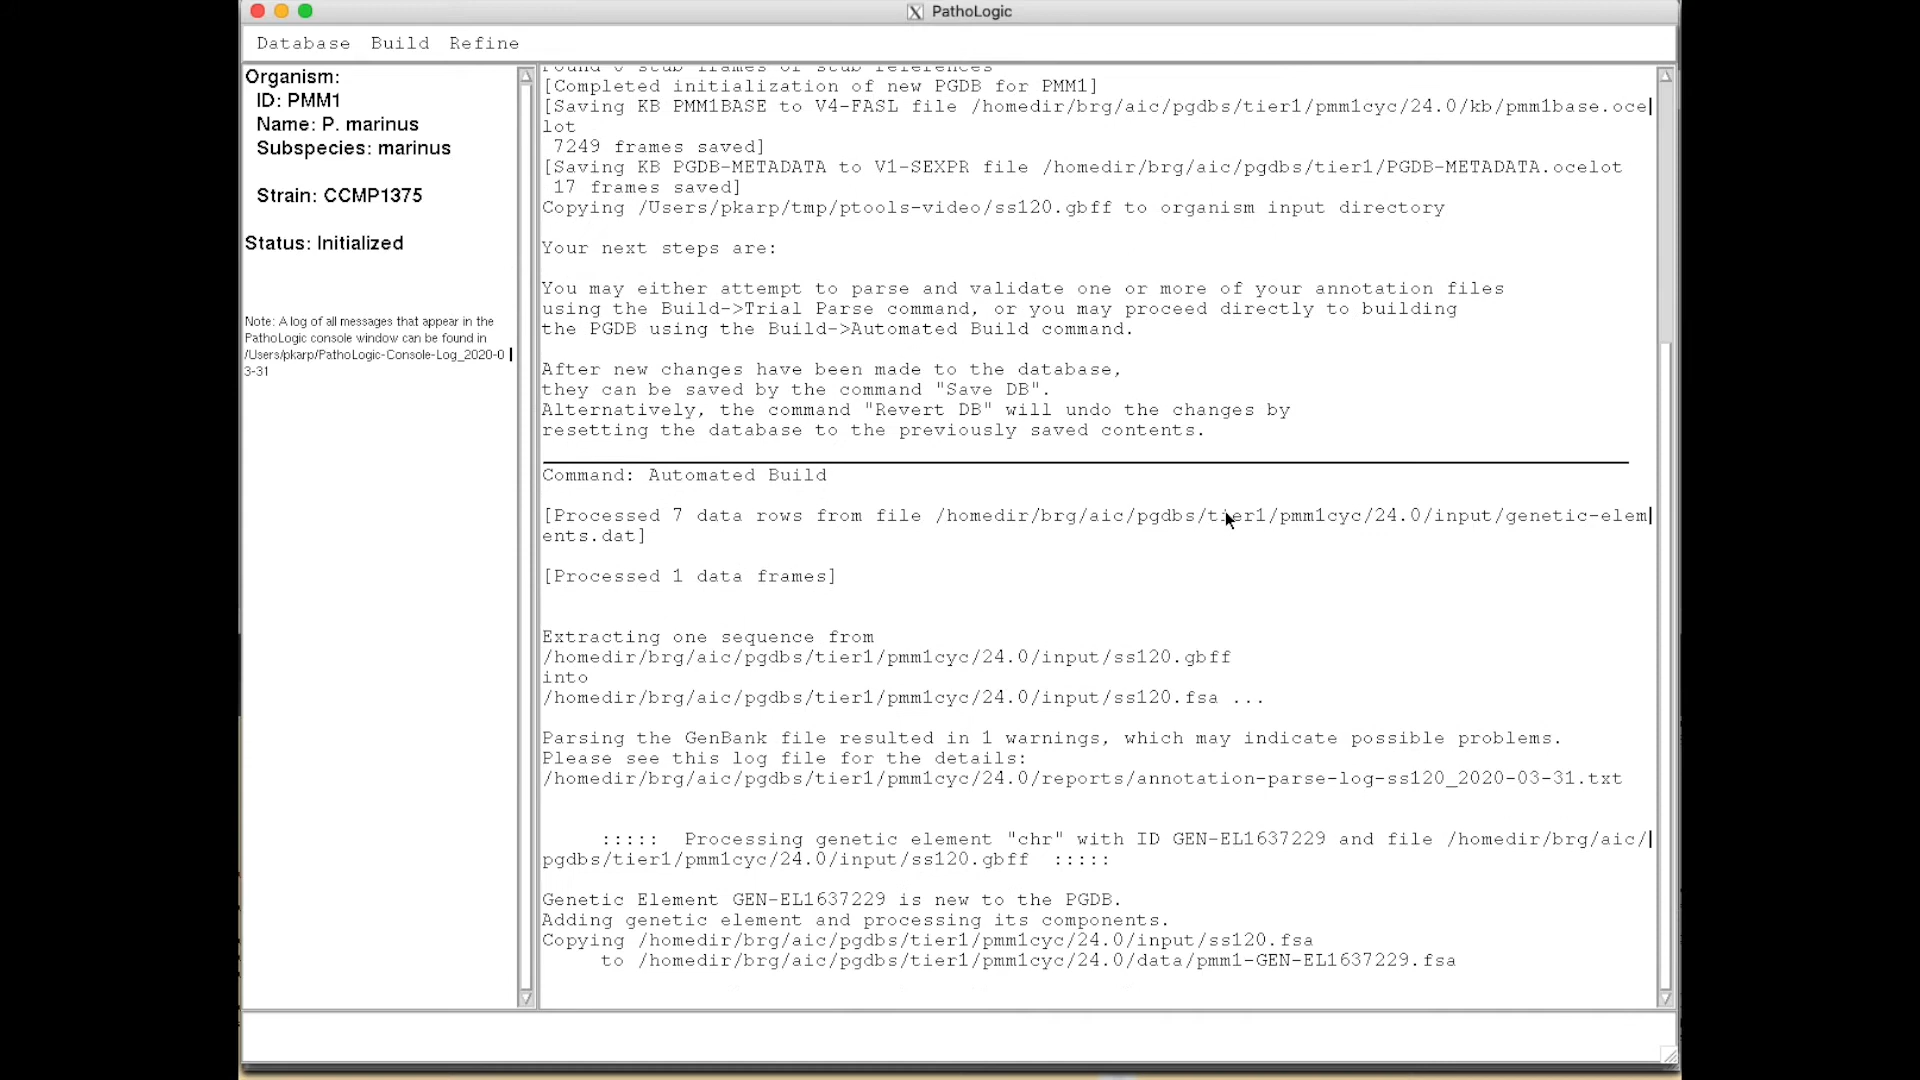 PathoLogic
Database Build Refine
Organism:
ID: PMM1
Name: P. marinus
Subspecies: marinus
Strain: CCMP1375
Status: Initialized
Note: A log of all messages that appear in the
PathoLogic console window can be found in
/Users/pkarp/PathoLogic-Console-Log_2020-0
3-31
[Completed initialization of new PGDB for PMM1]
[Saving KB PMM1BASE to V4-FASL file /homedir/brg/aic/pgdbs/tier1/pmm1cyc/24.0/kb/pmm1base.oce
lot
7249 frames saved]
[Saving KB PGDB-METADATA to V1-SEXPR file /homedir/brg/aic/pgdbs/tier1/PGDB-METADATA.ocelot
17 frames saved]
Copying /Users/pkarp/tmp/ptools-video/ss120.gbff to organism input directory
Your next steps are:
You may either attempt to parse and validate one or more of your annotation files
using the Build->Trial Parse command, or you may proceed directly to building
the PGDB using the Build->Automated Build command.
After new changes have been made to the database,
they can be saved by the command "Save DB".
Alternatively, the command "Revert DB" will undo the changes by
resetting the database to the previously saved contents.
Command: Automated Build
[Processed 7 data rows from file /homedir/brg/aic/pgdbs/tier1/pmm1cyc/24.0/input/genetic-elem
ents.dat]
[Processed 1 data frames]
Extracting one sequence from
/homedir/brg/aic/pgdbs/tier1/pmm1cyc/24.0/input/ss120.gbff
into
/homedir/brg/aic/pgdbs/tier1/pmm1cyc/24.0/input/ss120.fsa ...
Parsing the GenBank file resulted in 1 warnings, which may indicate possible problems.
Please see this log file for the details:
/homedir/brg/aic/pgdbs/tier1/pmm1cyc/24.0/reports/annotation-parse-log-ss120_2020-03-31.txt
::::: Processing genetic element "chr" with ID GEN-EL1637229 and file /homedir/brg/aic/
pgdbs/tier1/pmm1cyc/24.0/input/ss120.gbff :::::
Genetic Element GEN-EL1637229 is new to the PGDB.
Adding genetic element and processing its components.
Copying /homedir/brg/aic/pgdbs/tier1/pmm1cyc/24.0/input/ss120.fsa
to /homedir/brg/aic/pgdbs/tier1/pmm1cyc/24.0/data/pmm1-GEN-EL1637229.fsa